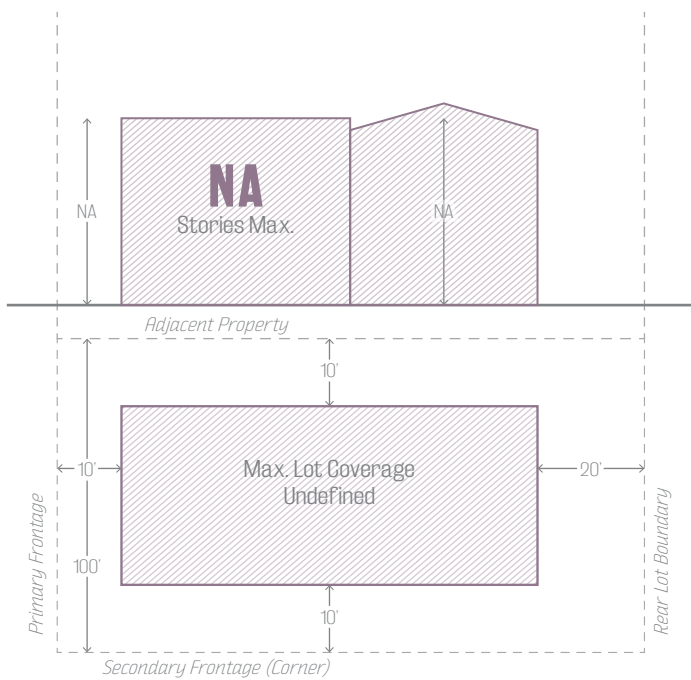 NA
Stories Max.
NA
NA
Adjacent Property
10'
10'
Max. Lot Coverage
Undefined
20'
Primary Frontage
100'
10'
Rear Lot Boundary
Secondary Frontage (Corner)